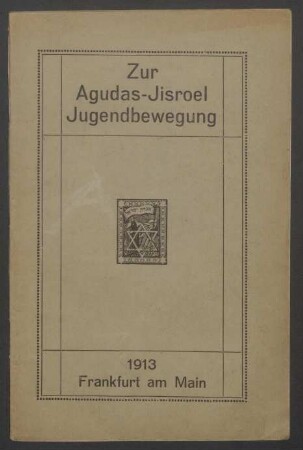 Zur
Agudas-Jisroel
Jugendbewegung
1913
Frankfurt am Main